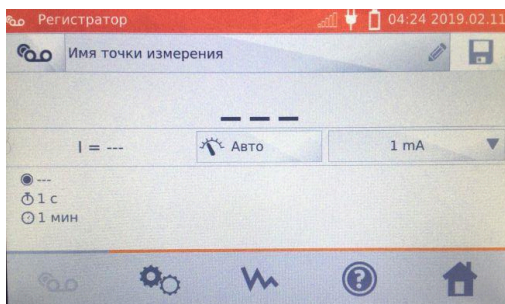 Регистратор 04:24 2019.02.11
Имя точки измерения
---
I = --- Авто 1 mA
---
1 с
1 мин